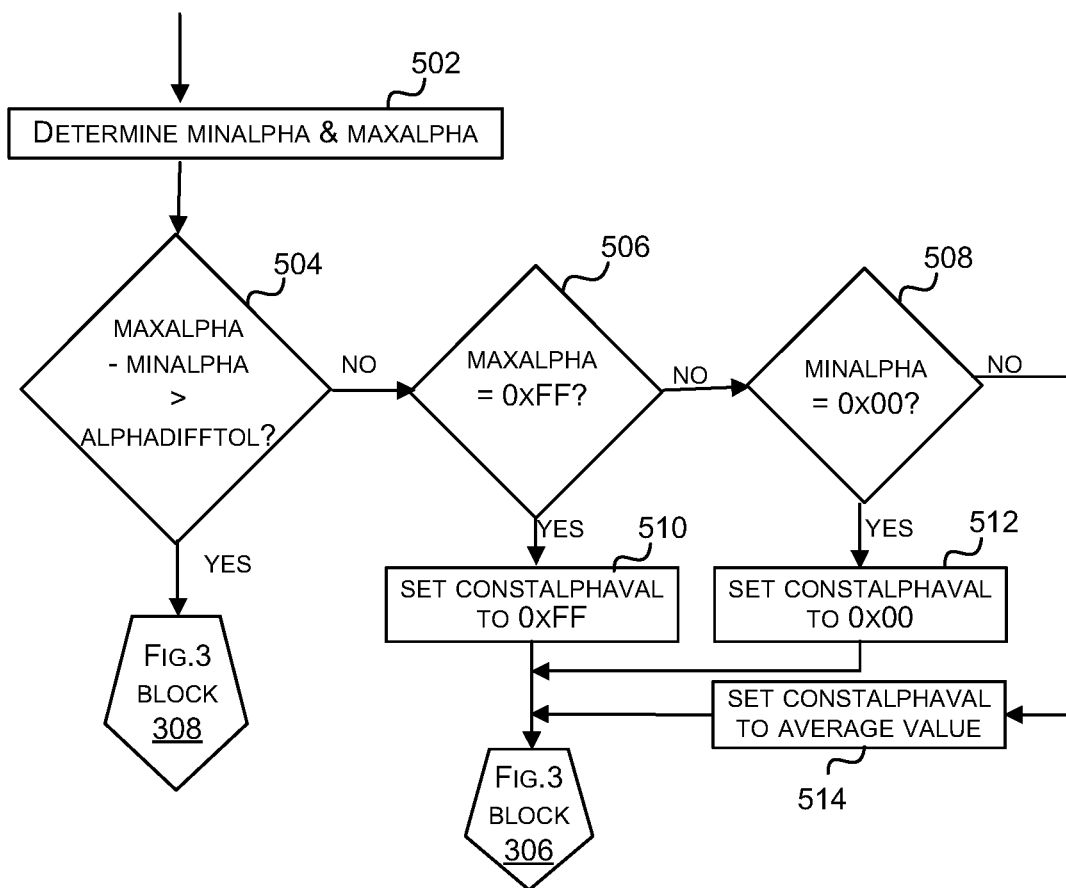 502
DETERMINE MINALPHA & MAXALPHA
504
MAXALPHA
- MINALPHA
>
ALPHADIFFTOL?
NO
YES
506
MAXALPHA
= 0XFF?
NO
YES
508
MINALPHA
= 0X00?
NO
YES
510
SET CONSTALPHAVAL
TO 0XFF
512
SET CONSTALPHAVAL
TO 0X00
SET CONSTALPHAVAL
TO AVERAGE VALUE
514
FIG.3
BLOCK
308
FIG.3
BLOCK
306